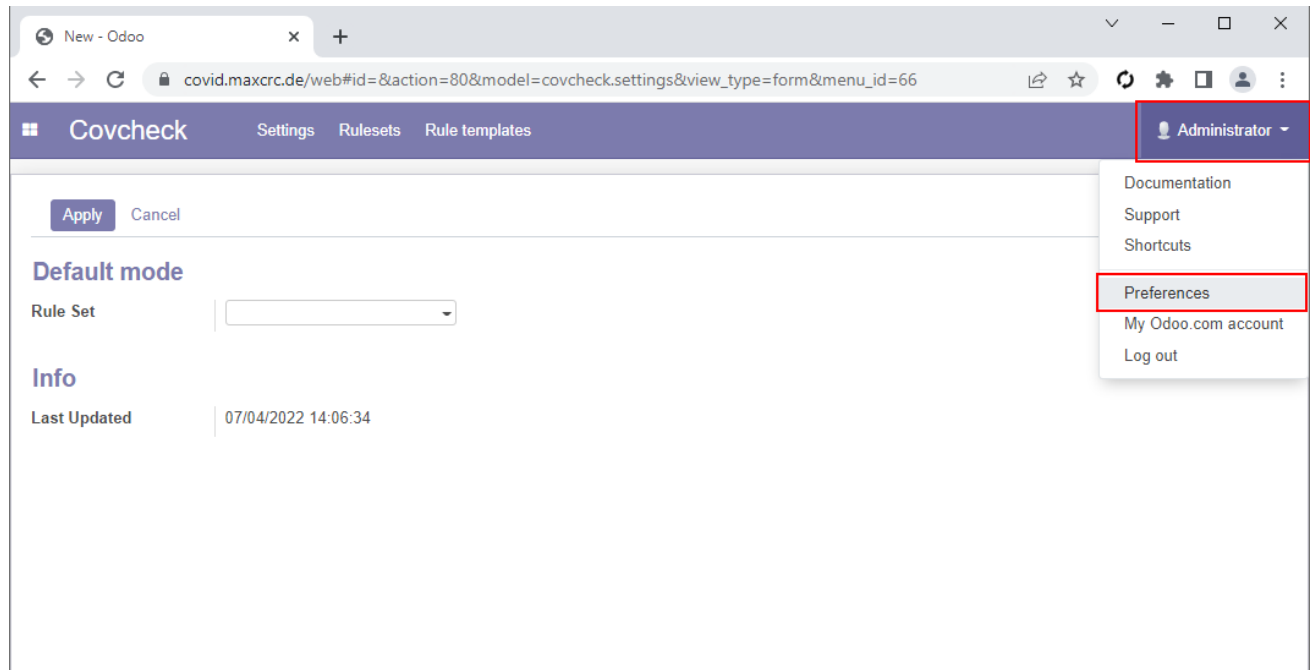 New - Odoo
covid.maxcrc.de/web#id=&action=80&model=covcheck.settings&view_type=form&menu_id=66
Covcheck Settings Rulesets Rule templates Administrator
Documentation
Support
Shortcuts
Preferences
My Odoo.com account
Log out
Apply Cancel
Default mode
Rule Set
Info
Last Updated 07/04/2022 14:06:34